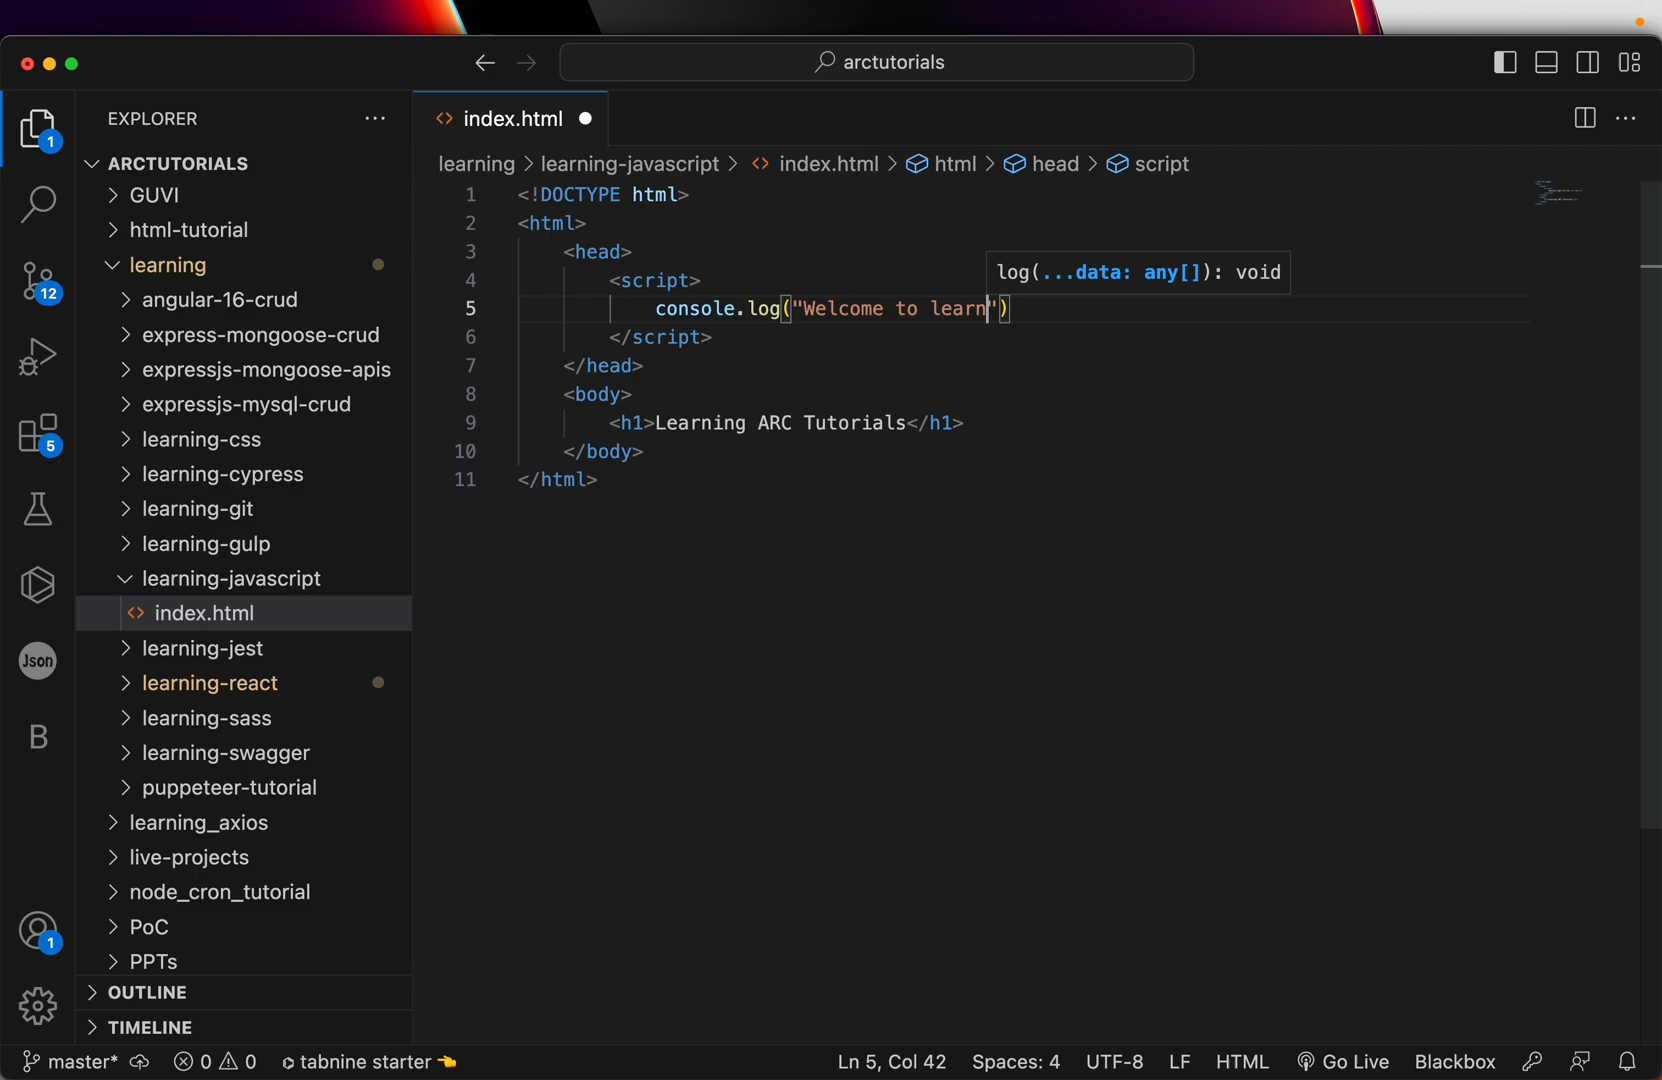 arctutorials
EXPLORER
index.html
ARCTUTORIALS
GUVI
html-tutorial
learning
angular-16-crud
express-mongoose-crud
expressjs-mongoose-apis
expressjs-mysql-crud
learning-css
learning-cypress
learning-git
learning-gulp
learning-javascript
index.html
learning-jest
learning-react
learning-sass
learning-swagger
puppeteer-tutorial
learning_axios
live-projects
node_cron_tutorial
PoC
PPTs
OUTLINE
TIMELINE
1
12
5
Json
B
1
learning > learning-javascript > index.html > html > head > script
1 <!DOCTYPE html>
2 <html>
3 <head>
4 <script>
log(...data: any[]): void
5 console.log("Welcome to learn")
6 </script>
7 </head>
8 <body>
9 <h1>Learning ARC Tutorials</h1>
10 </body>
11 </html>
master* 0 0 tabnine starter Ln 5, Col 42 Spaces: 4 UTF-8 LF HTML Go Live Blackbox